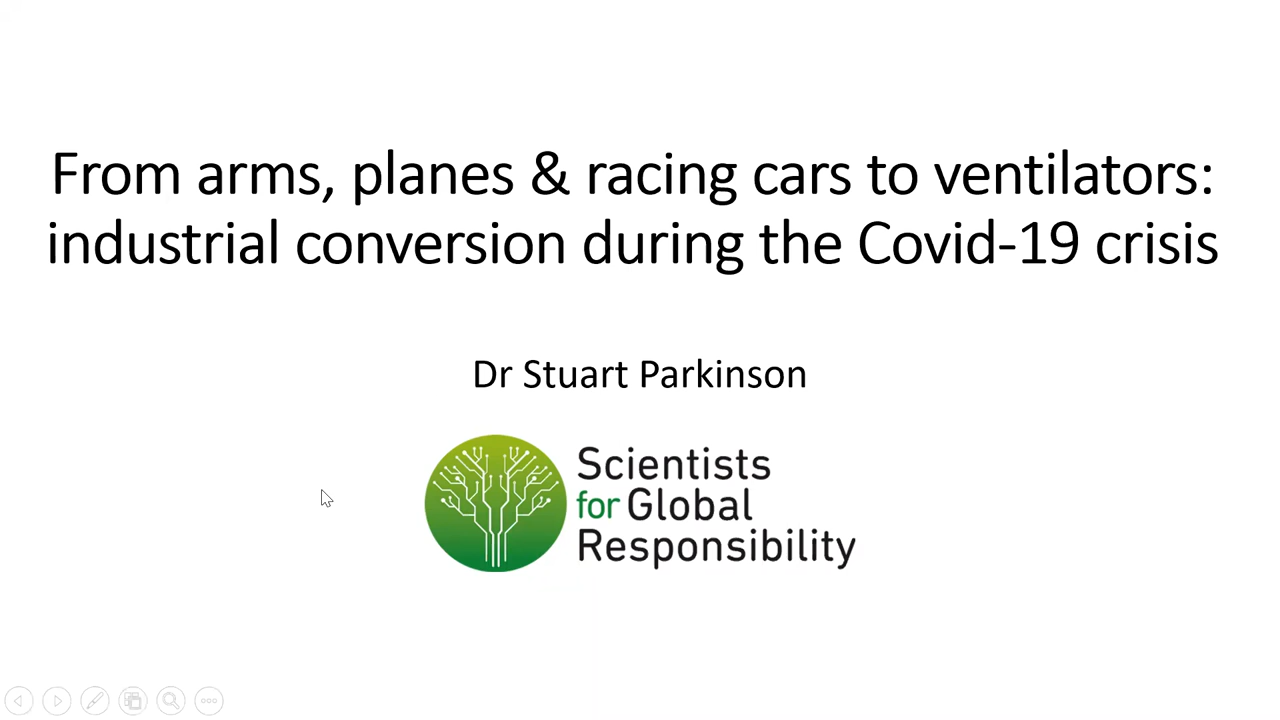 From arms, planes & racing cars to ventilators:
industrial conversion during the Covid-19 crisis
Dr Stuart Parkinson
Scientists
for Global
Responsibility